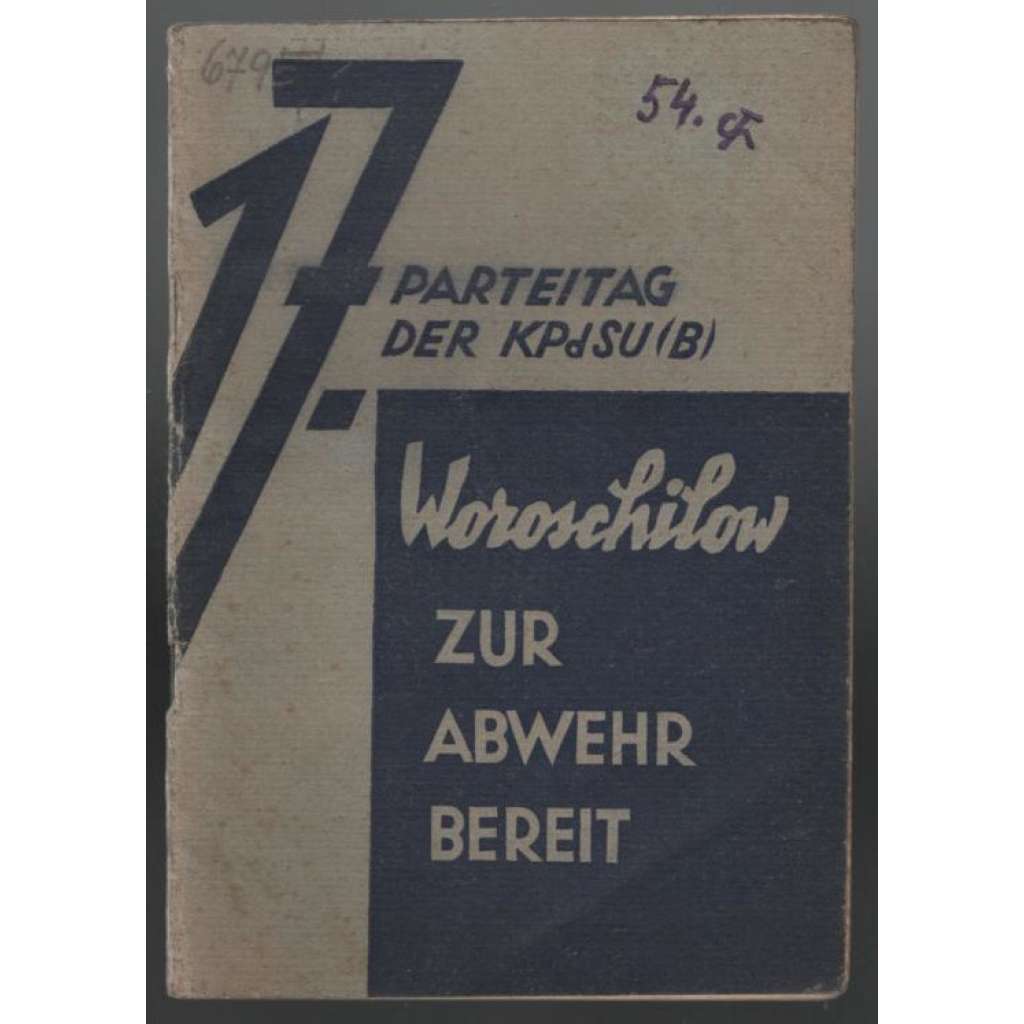 54.
17.
PARTEITAG
DER KPdSU(B)
Woroschilow
ZUR
ABWEHR
BEREIT